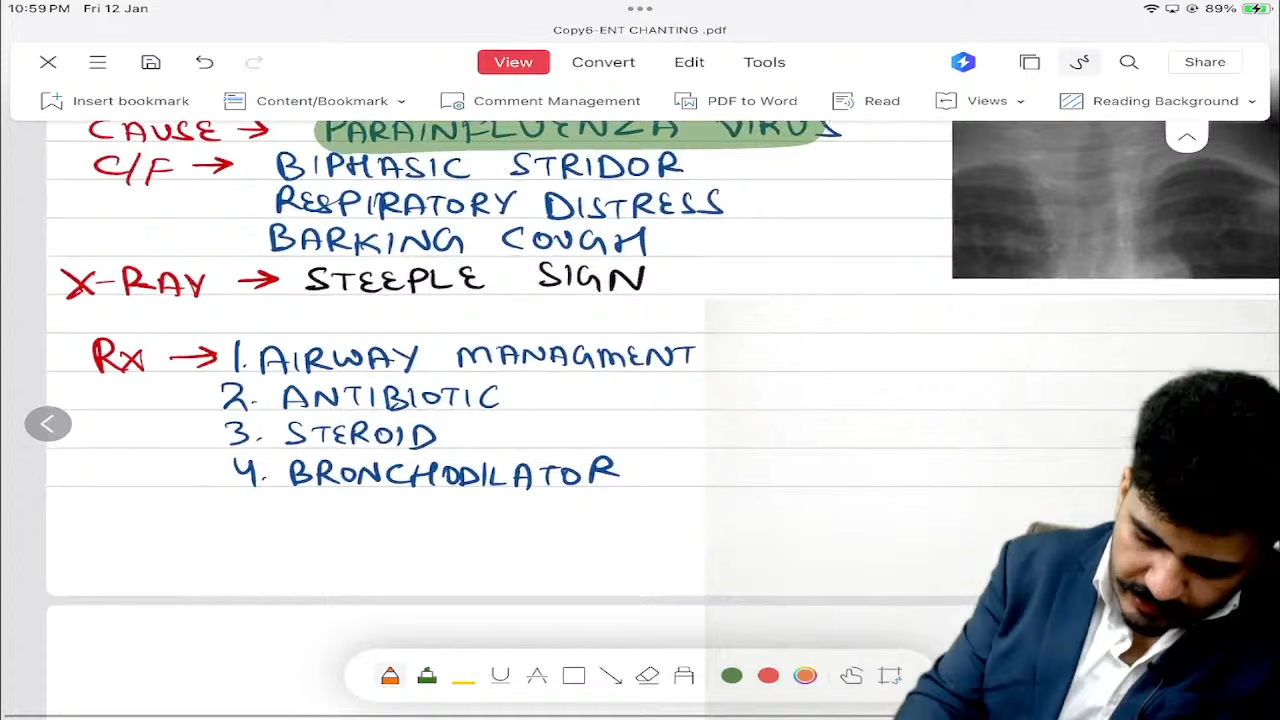 10:59 PM Fri 12 Jan
89%
Copy6-ENT CHANTING .pdf
View Convert Edit Tools Share
Insert bookmark Content/Bookmark Comment Management PDF to Word Read Views Reading Background
CAUSE → PARAINFLUENZA VIRUS
C/F → BIPHASIC STRIDOR
RESPIRATORY DISTRESS
BARKING COUGH
X-RAY → STEEPLE SIGN
Rx → 1. AIRWAY MANAGMENT
2. ANTIBIOTIC
3. STEROID
4. BRONCHODILATOR